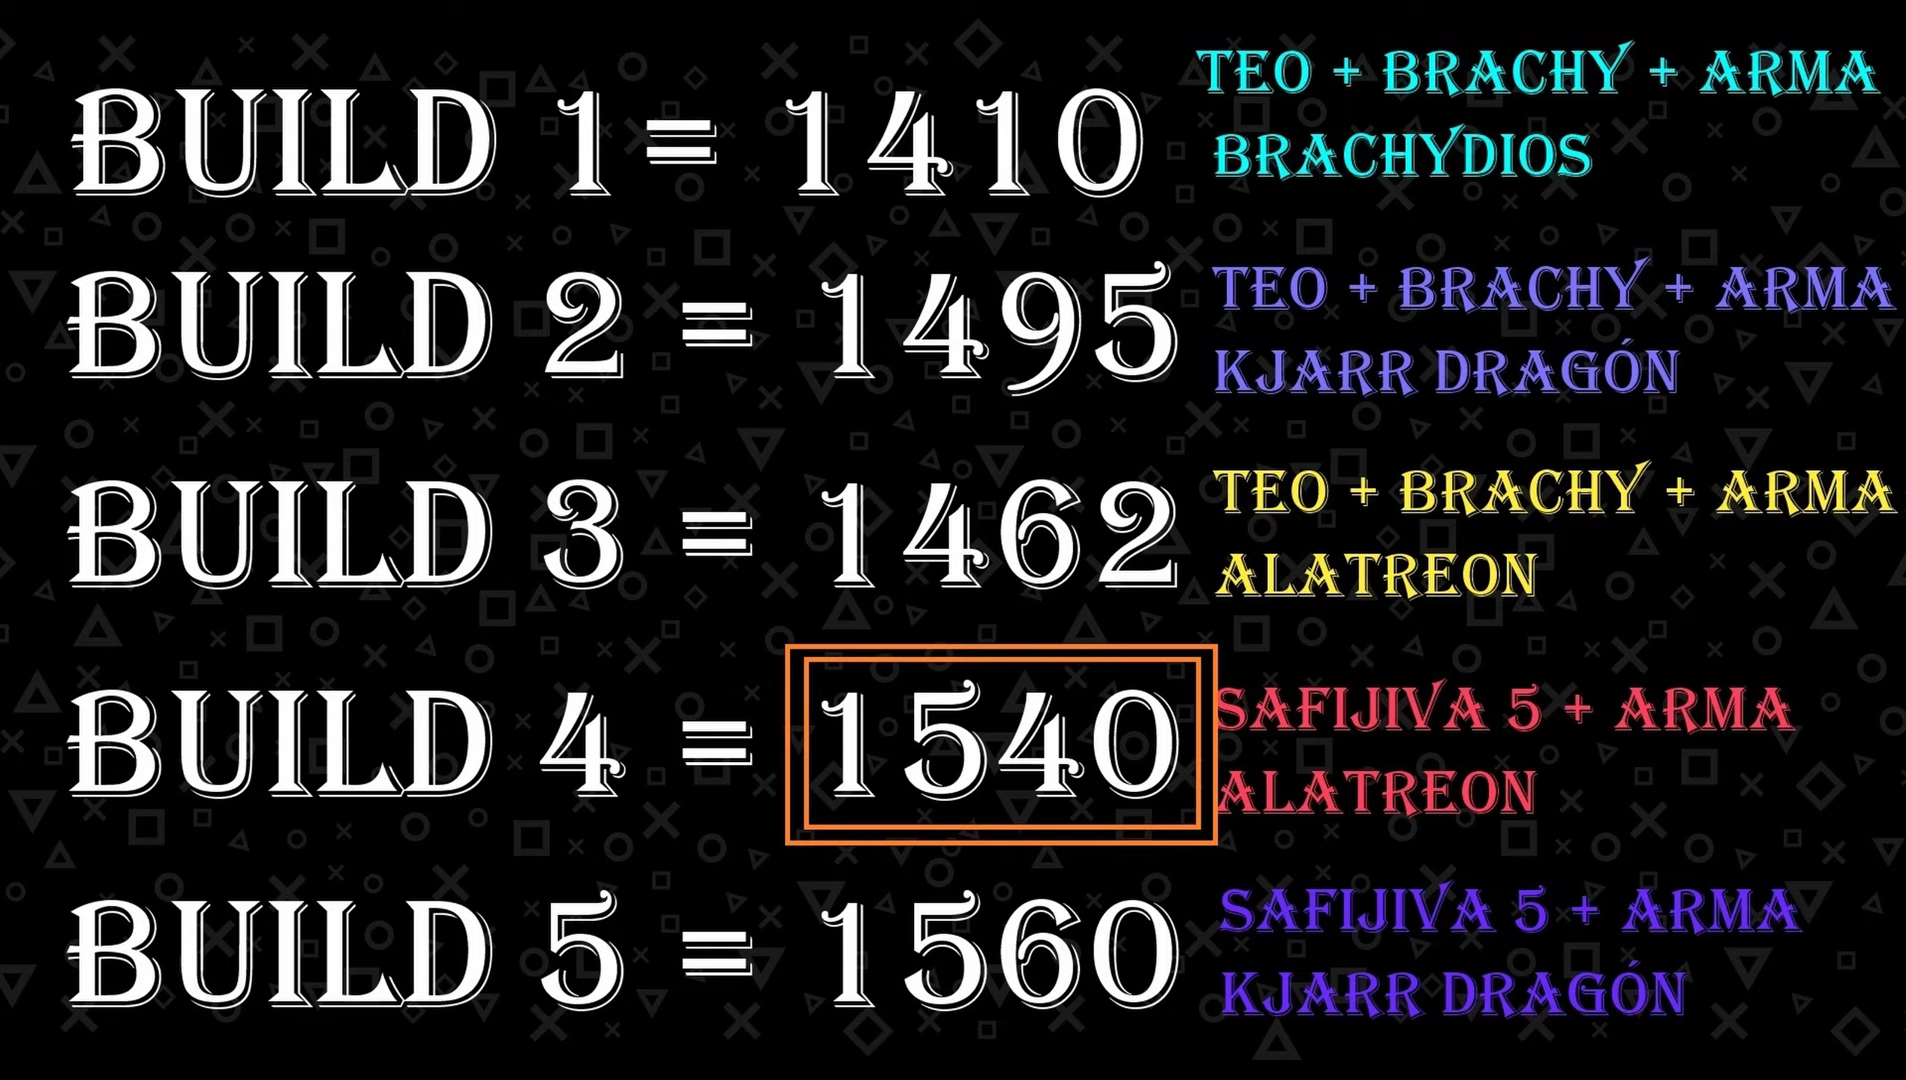 BUILD 1= 1410
TEO + BRACHY + ARMA
BRACHYDIOS
BUILD 2 = 1495
TEO + BRACHY + ARMA
KJARR DRAGÓN
BUILD 3 = 1462
TEO + BRACHY + ARMA
ALATREON
BUILD 4 = 1540
SAFIJIVA 5 + ARMA
ALATREON
BUILD 5 = 1560
SAFIJIVA 5 + ARMA
KJARR DRAGÓN